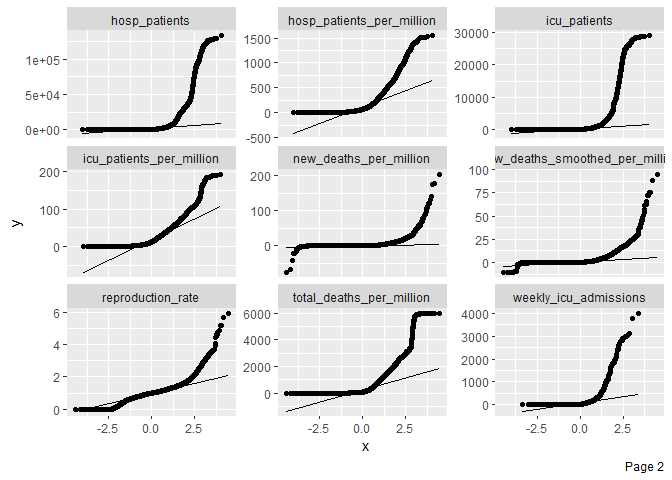 hosp_patients
hosp_patients_per_million
icu_patients
1e+05
5e+04
0e+00
1500
1000
500
0
-500
30000
20000
10000
0
icu_patients_per_million
new_deaths_per_million
w_deaths_smoothed_per_milli
200
100
0
200
100
0
100
75
50
25
0
reproduction_rate
total_deaths_per_million
weekly_icu_admissions
6
4
2
0
6000
4000
2000
0
4000
3000
2000
1000
0
-2.5 0.0 2.5
-2.5 0.0 2.5
-2.5 0.0 2.5
y
x
Page 2